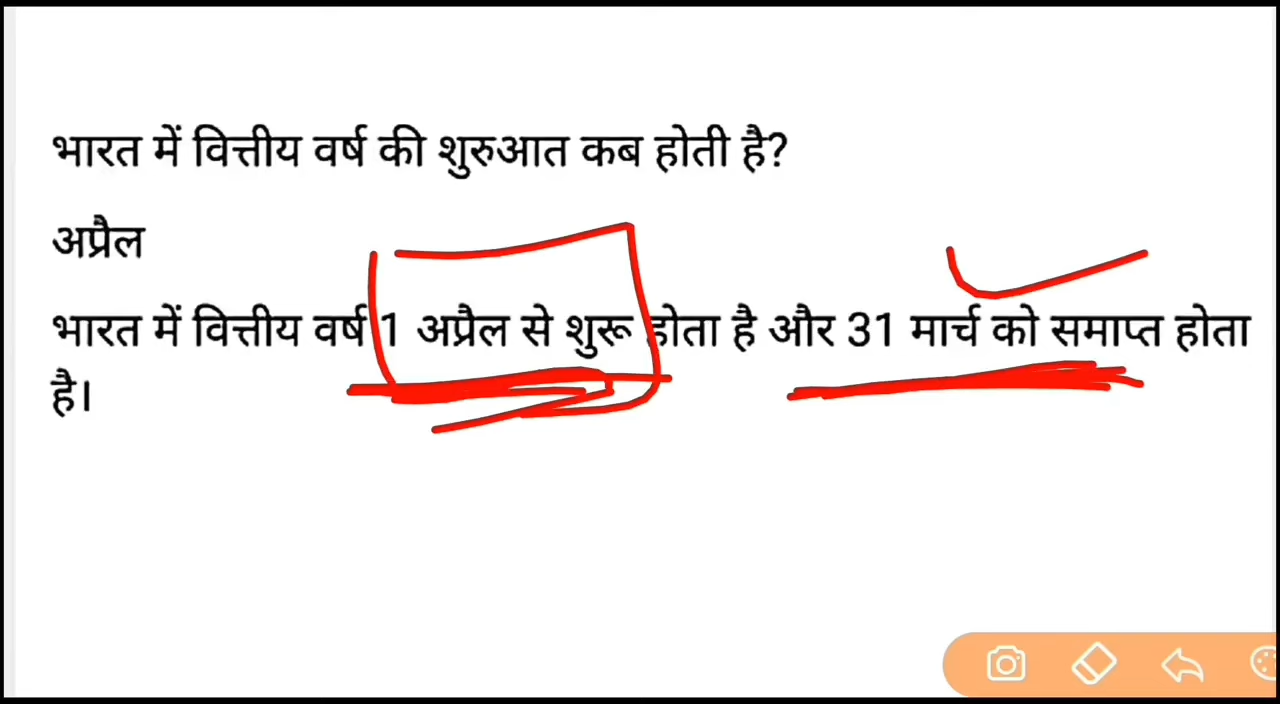 भारत में वित्तीय वर्ष की शुरुआत कब होती है?
अप्रैल
भारत में वित्तीय वर्ष 1 अप्रैल से शुरू होता है और 31 मार्च को समाप्त होता
है।